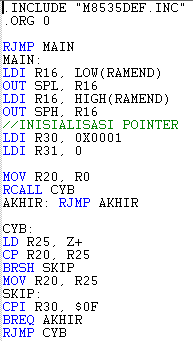 .INCLUDE "M8535DEF.INC"
.ORG 0
RJMP MAIN
MAIN:
LDI R16, LOW(RAMEND)
OUT SPL, R16
LDI R16, HIGH(RAMEND)
OUT SPH, R16
//INISIALISASI POINTER
LDI R30, 0X0001
LDI R31, 0
MOV R20, R0
RCALL CYB
AKHIR: RJMP AKHIR
CYB:
LD R25, Z+
CP R20, R25
BRSH SKIP
MOV R20, R25
SKIP:
CPI R30, $0F
BREQ AKHIR
RJMP CYB